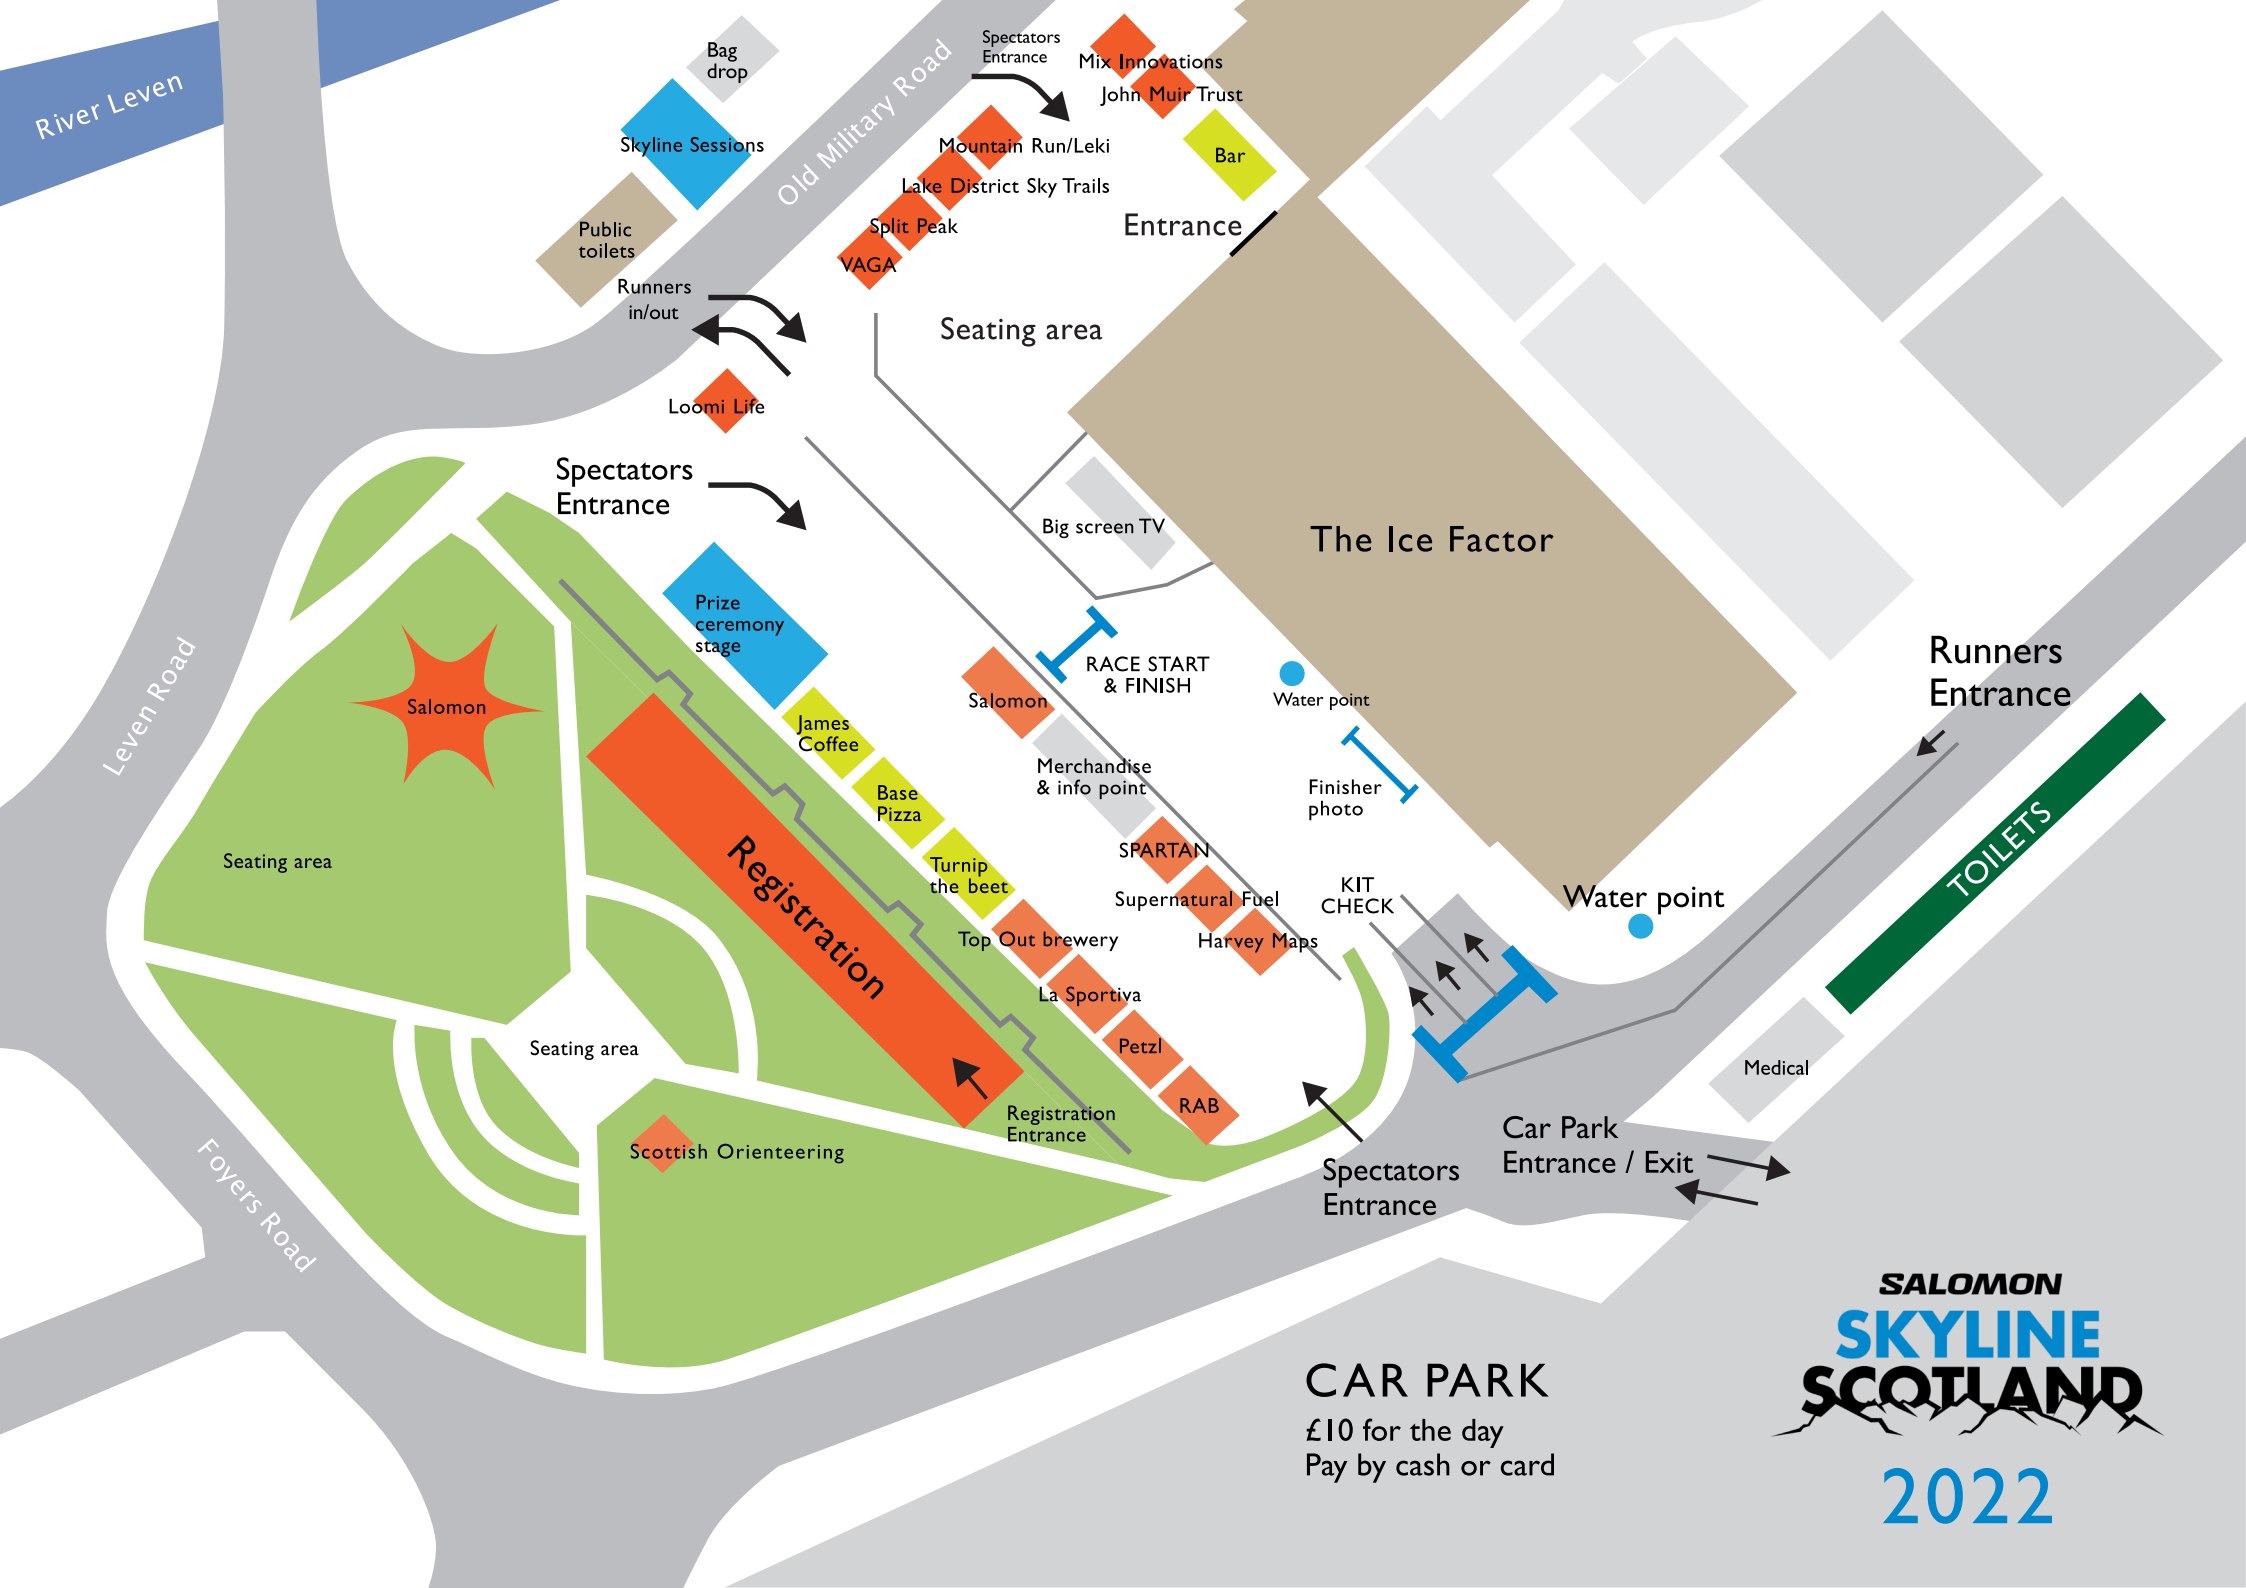 River Leven
Bag
drop
Skyline Sessions
Public
toilets
Old Military Road
Spectators
Entrance
Mix Innovations
John Muir Trust
Mountain Run/Leki
Lake District Sky Trails
Split Peak
VAGA
Bar
Entrance
Runners
in/out
Seating area
Loomi Life
Spectators
Entrance
Big screen TV
The Ice Factor
Prize
ceremony
stage
RACE START
& FINISH
Water point
Salomon
Leven Road
Salomon
James
Coffee
Merchandise
& info point
Finisher
photo
Runners
Entrance
Base
Pizza
Registration
Seating area
Turnip
the beet
SPARTAN
Supernatural Fuel
Harvey Maps
KIT
CHECK
Water point
TOILETS
Top Out brewery
La Sportiva
Petzl
RAB
Seating area
Medical
Registration
Entrance
Scottish Orienteering
Foyers Road
Spectators
Entrance
Car Park
Entrance / Exit
CAR PARK
£10 for the day
Pay by cash or card
SALOMON
SKYLINE
SCOTLAND
2022